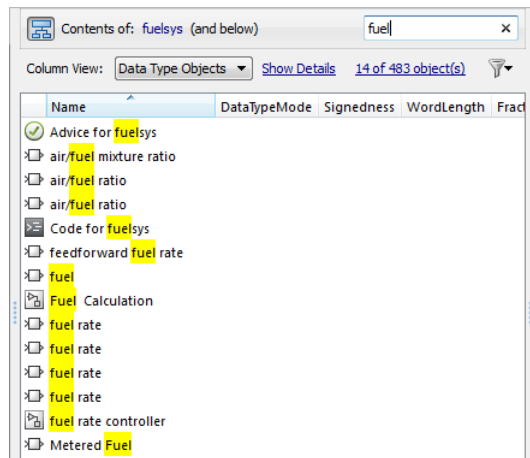 Contents of: fuelsys (and below) fuel
Column View: Data Type Objects Show Details 14 of 483 object(s)
Name DataTypeMode Signedness WordLength Fract
Advice for fuelsys
air/fuel mixture ratio
air/fuel ratio
air/fuel ratio
Code for fuelsys
feedforward fuel rate
fuel
Fuel Calculation
fuel rate
fuel rate
fuel rate
fuel rate
fuel rate controller
Metered Fuel